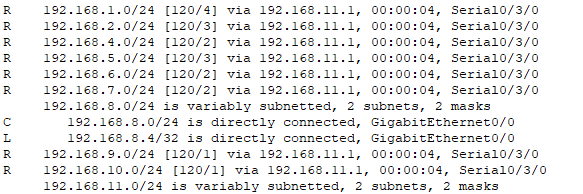 R    192.168.1.0/24 [120/4] via 192.168.11.1, 00:00:04, Serial0/3/0
R    192.168.2.0/24 [120/3] via 192.168.11.1, 00:00:04, Serial0/3/0
R    192.168.4.0/24 [120/2] via 192.168.11.1, 00:00:04, Serial0/3/0
R    192.168.5.0/24 [120/3] via 192.168.11.1, 00:00:04, Serial0/3/0
R    192.168.6.0/24 [120/2] via 192.168.11.1, 00:00:04, Serial0/3/0
R    192.168.7.0/24 [120/2] via 192.168.11.1, 00:00:04, Serial0/3/0
     192.168.8.0/24 is variably subnetted, 2 subnets, 2 masks
C       192.168.8.0/24 is directly connected, GigabitEthernet0/0
L       192.168.8.4/32 is directly connected, GigabitEthernet0/0
R    192.168.9.0/24 [120/1] via 192.168.11.1, 00:00:04, Serial0/3/0
R    192.168.10.0/24 [120/1] via 192.168.11.1, 00:00:04, Serial0/3/0
     192.168.11.0/24 is variably subnetted, 2 subnets, 2 masks